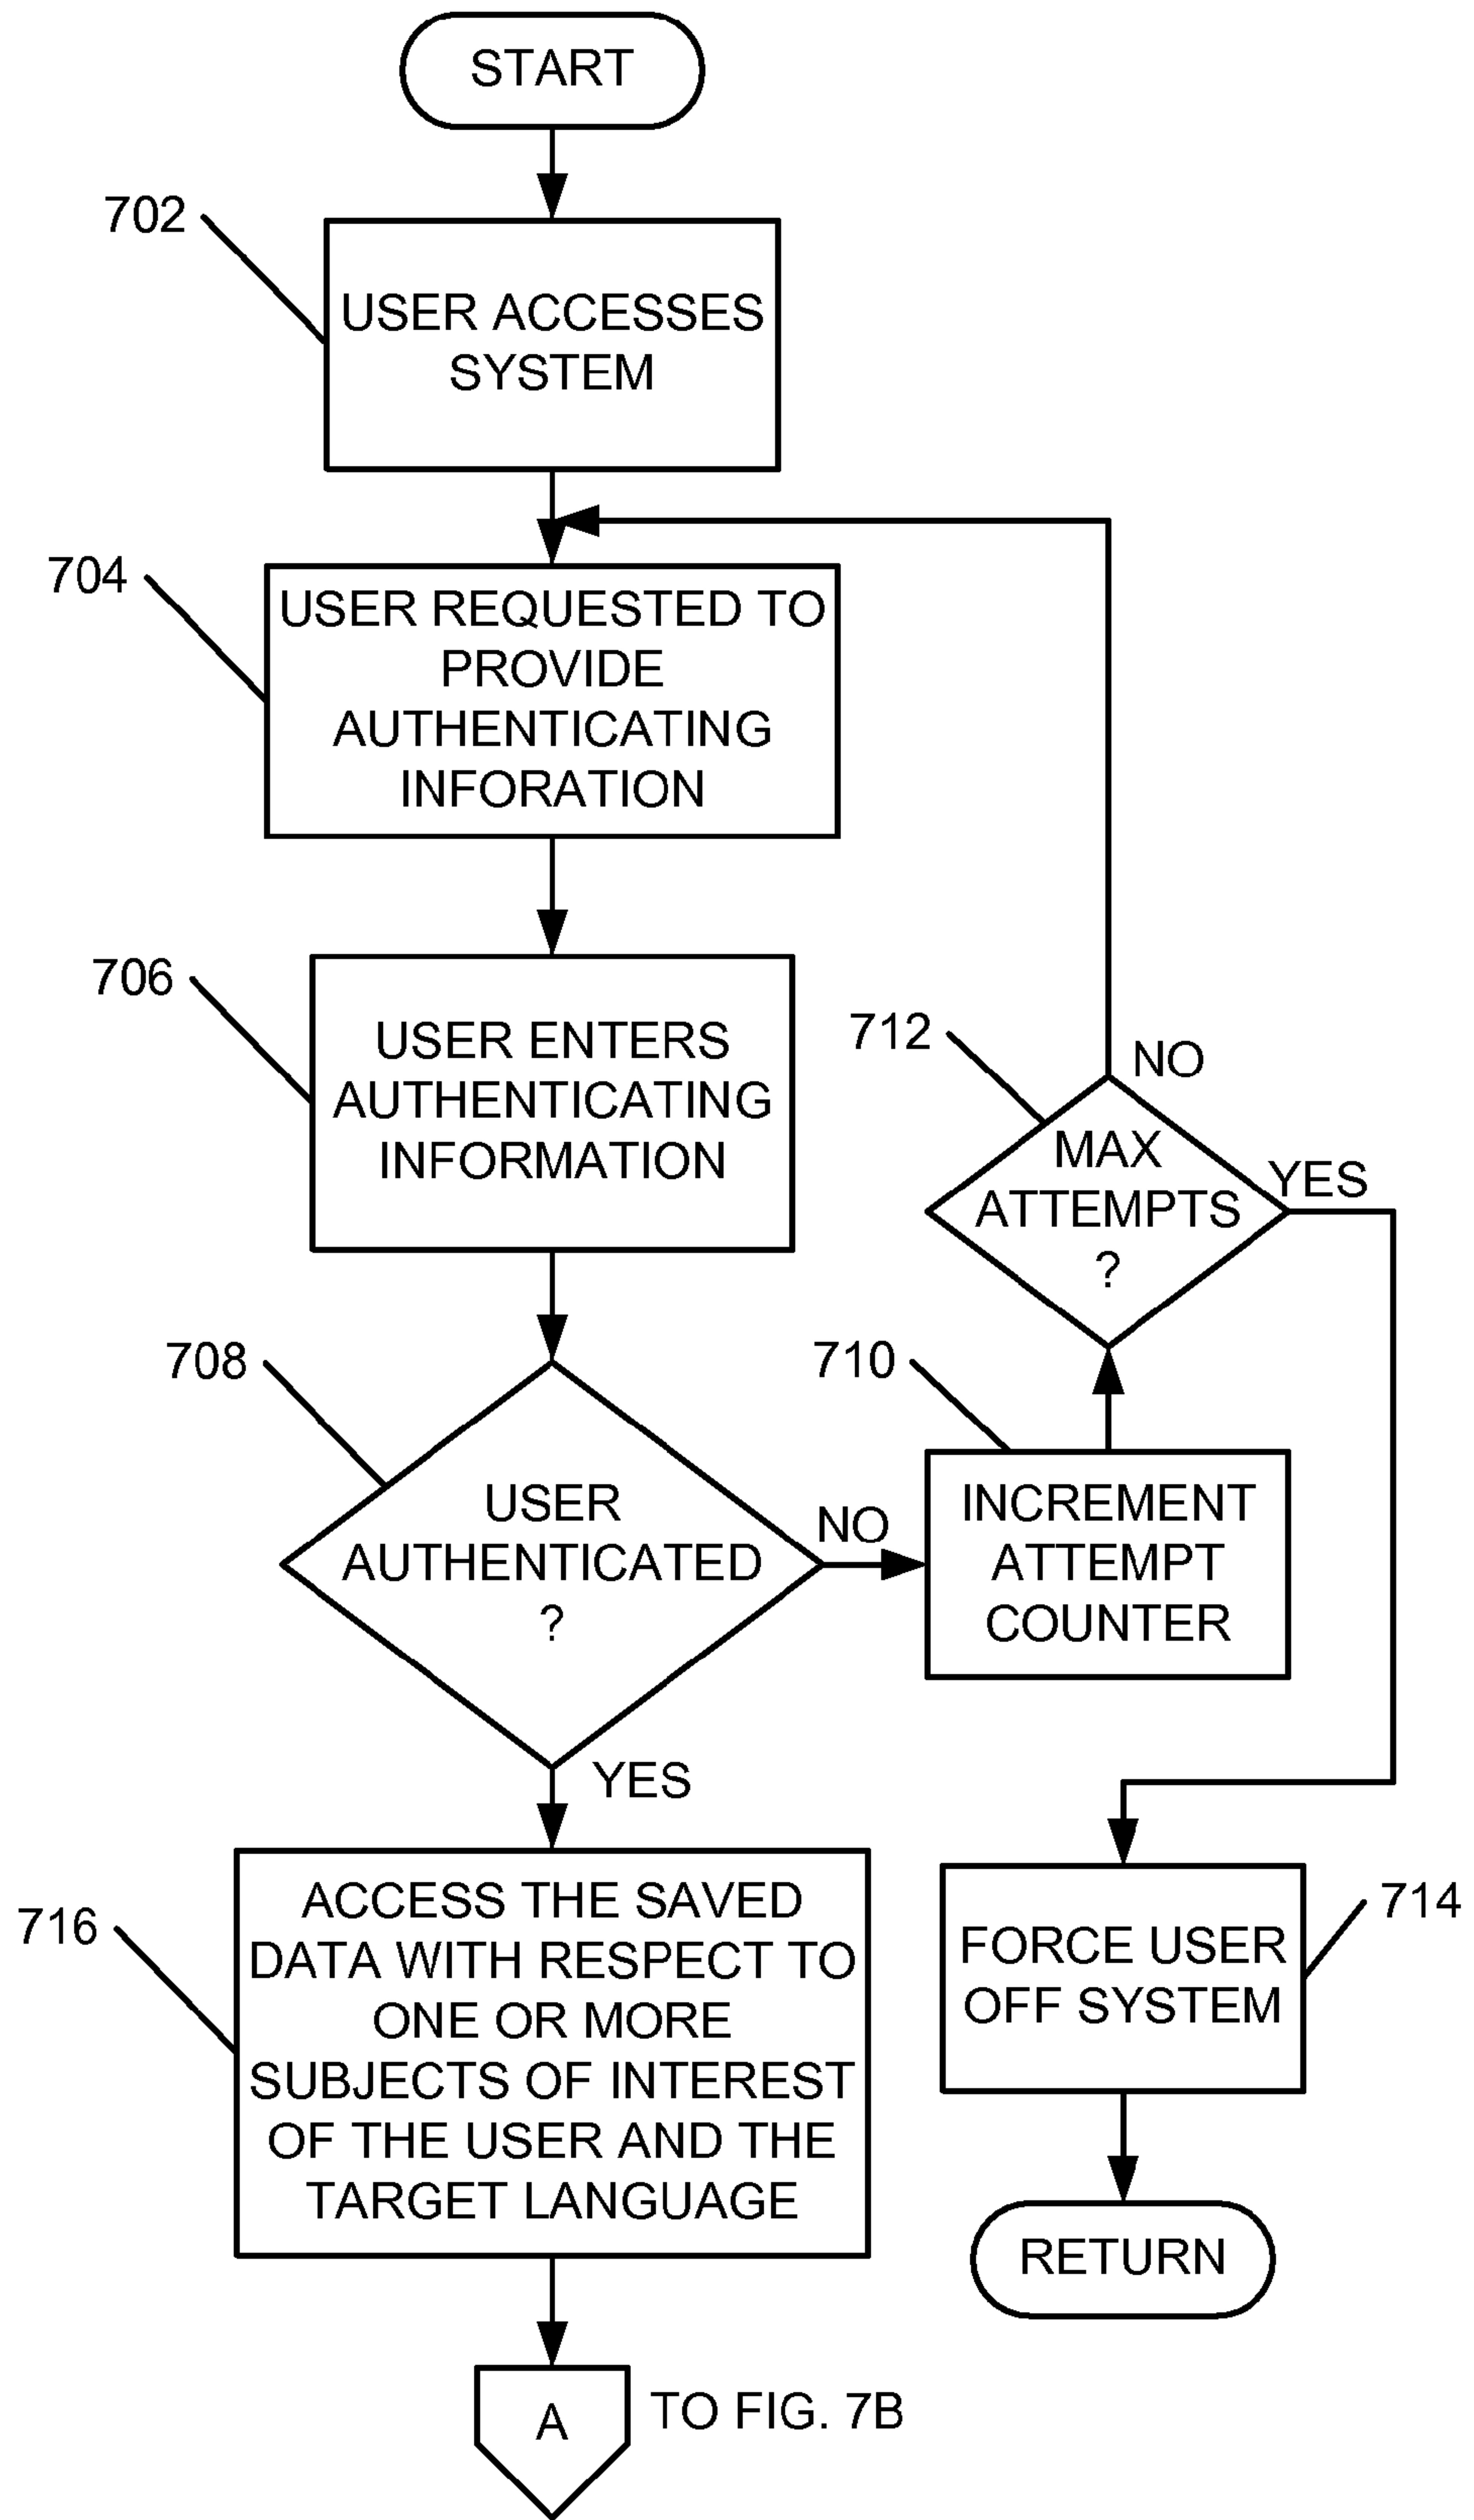 START
702
USER ACCESSES
SYSTEM
704
USER REQUESTED TO
PROVIDE
AUTHENTICATING
INFORATION
706
USER ENTERS
AUTHENTICATING
INFORMATION
712
NO
MAX
ATTEMPTS
?
YES
708
USER
AUTHENTICATED
?
NO
710
INCREMENT
ATTEMPT
COUNTER
YES
716
ACCESS THE SAVED
DATA WITH RESPECT TO
ONE OR MORE
SUBJECTS OF INTEREST
OF THE USER AND THE
TARGET LANGUAGE
714
FORCE USER
OFF SYSTEM
RETURN
A
TO FIG. 7B